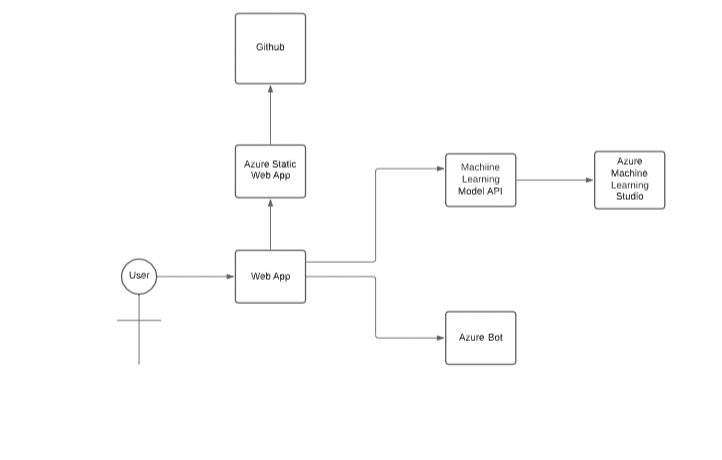 Github
Azure Static
Web App
Machiine
Learning
Model API
Azure
Machine
Learning
Studio
User
Web App
Azure Bot